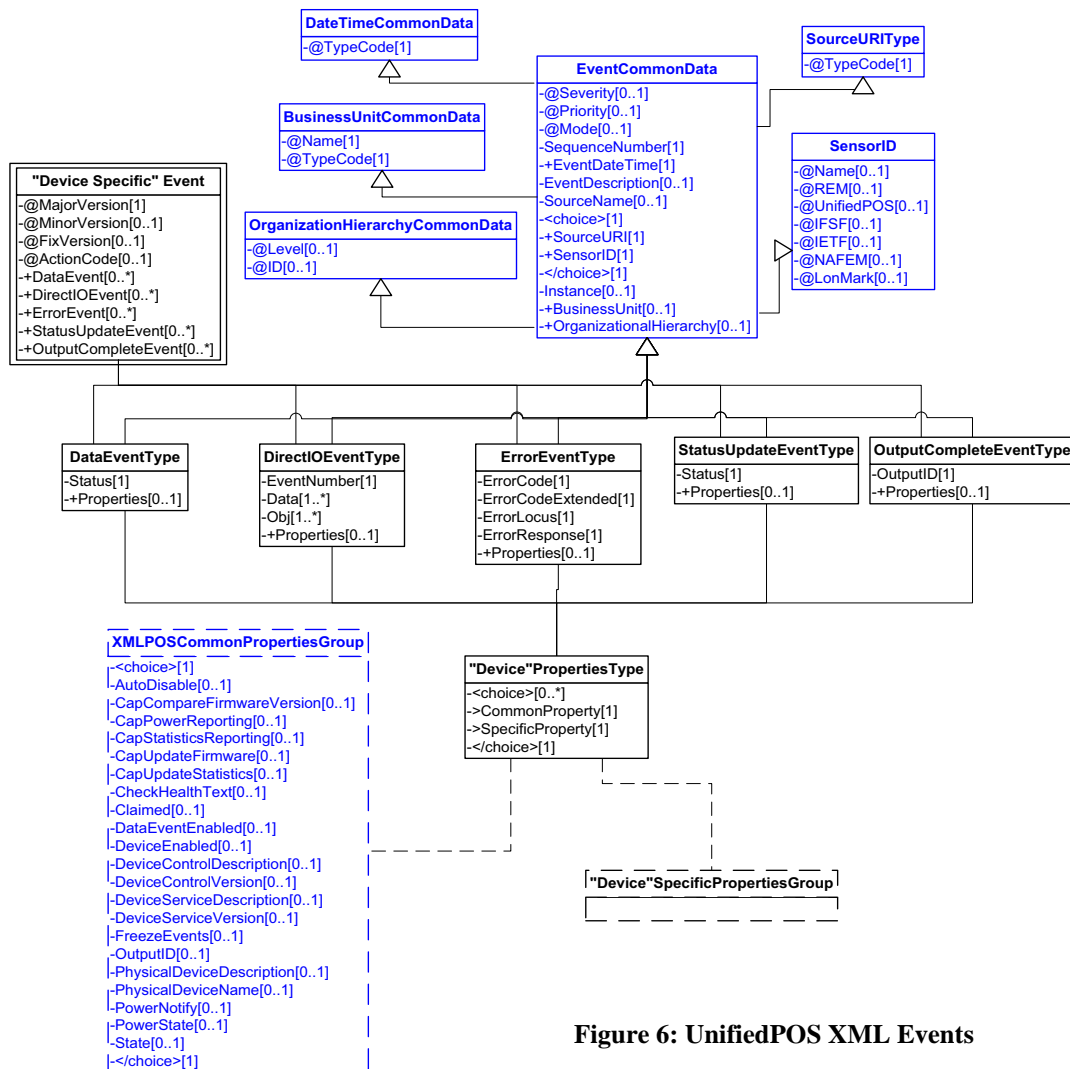 DateTimeCommonData
-@TypeCode[1]
SourceURIType
-@TypeCode[1]
EventCommonData
-@Severity[0..1]
-@Priority[0..1]
-@Mode[0..1]
-SequenceNumber[1]
-+EventDateTime[1]
-EventDescription[0..1]
-SourceName[0..1]
-<choice>[1]
-+SourceURI[1]
-+SensorID[1]
-</choice>[1]
-Instance[0..1]
-+BusinessUnit[0..1]
-+OrganizationalHierarchy[0..1]
BusinessUnitCommonData
-@Name[1]
-@TypeCode[1]
SensorID
-@Name[0..1]
-@REM[0..1]
-@UnifiedPOS[0..1]
-@IFSF[0..1]
-@IETF[0..1]
-@NAFEM[0..1]
-@LonMark[0..1]
"Device Specific" Event
-@MajorVersion[1]
-@MinorVersion[0..1]
-@FixVersion[0..1]
-@ActionCode[0..1]
-+DataEvent[0..*]
-+DirectIOEvent[0..*]
-+ErrorEvent[0..*]
-+StatusUpdateEvent[0..*]
-+OutputCompleteEvent[0..*]
OrganizationHierarchyCommonData
-@Level[0..1]
-@ID[0..1]
DataEventType
-Status[1]
-+Properties[0..1]
DirectIOEventType
-EventNumber[1]
-Data[1..*]
-Obj[1..*]
-+Properties[0..1]
ErrorEventType
-ErrorCode[1]
-ErrorCodeExtended[1]
-ErrorLocus[1]
-ErrorResponse[1]
-+Properties[0..1]
StatusUpdateEventType
-Status[1]
-+Properties[0..1]
OutputCompleteEventType
-OutputID[1]
-+Properties[0..1]
XMLPOSCommonPropertiesGroup
-<choice>[1]
-AutoDisable[0..1]
-CapCompareFirmwareVersion[0..1]
-CapPowerReporting[0..1]
-CapStatisticsReporting[0..1]
-CapUpdateFirmware[0..1]
-CapUpdateStatistics[0..1]
-CheckHealthText[0..1]
-Claimed[0..1]
-DataEventEnabled[0..1]
-DeviceEnabled[0..1]
-DeviceControlDescription[0..1]
-DeviceControlVersion[0..1]
-DeviceServiceDescription[0..1]
-DeviceServiceVersion[0..1]
-FreezeEvents[0..1]
-OutputID[0..1]
-PhysicalDeviceDescription[0..1]
-PhysicalDeviceName[0..1]
-PowerNotify[0..1]
-PowerState[0..1]
-State[0..1]
-</choice>[1]
"Device"PropertiesType
-<choice>[0..*]
->CommonProperty[1]
->SpecificProperty[1]
-</choice>[1]
"Device"SpecificPropertiesGroup
Figure 6: UnifiedPOS XML Events